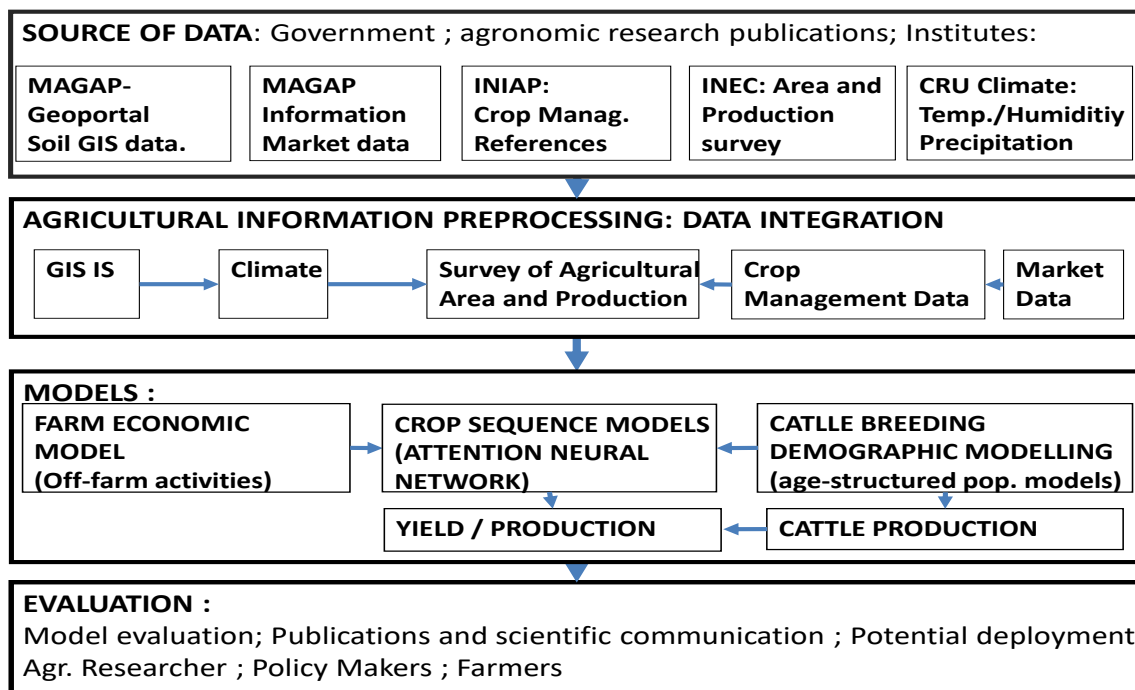 SOURCE OF DATA: Government ; agronomic research publications; Institutes:
MAGAP-
Geoportal
Soil GIS data.
MAGAP
Information
Market data
INIAP:
Crop Manag.
References
INEC: Area and
Production
survey
CRU Climate:
Temp./Humiditiy
Precipitation
AGRICULTURAL INFORMATION PREPROCESSING: DATA INTEGRATION
GIS IS
Climate
Survey of Agricultural
Area and Production
Crop
Management Data
Market
Data
MODELS :
FARM ECONOMIC
MODEL
(Off-farm activities)
CROP SEQUENCE MODELS
(ATTENTION NEURAL
NETWORK)
CATLLE BREEDING
DEMOGRAPHIC MODELLING
(age-structured pop. models)
YIELD / PRODUCTION
CATTLE PRODUCTION
EVALUATION :
Model evaluation; Publications and scientific communication ; Potential deployment
Agr. Researcher ; Policy Makers ; Farmers